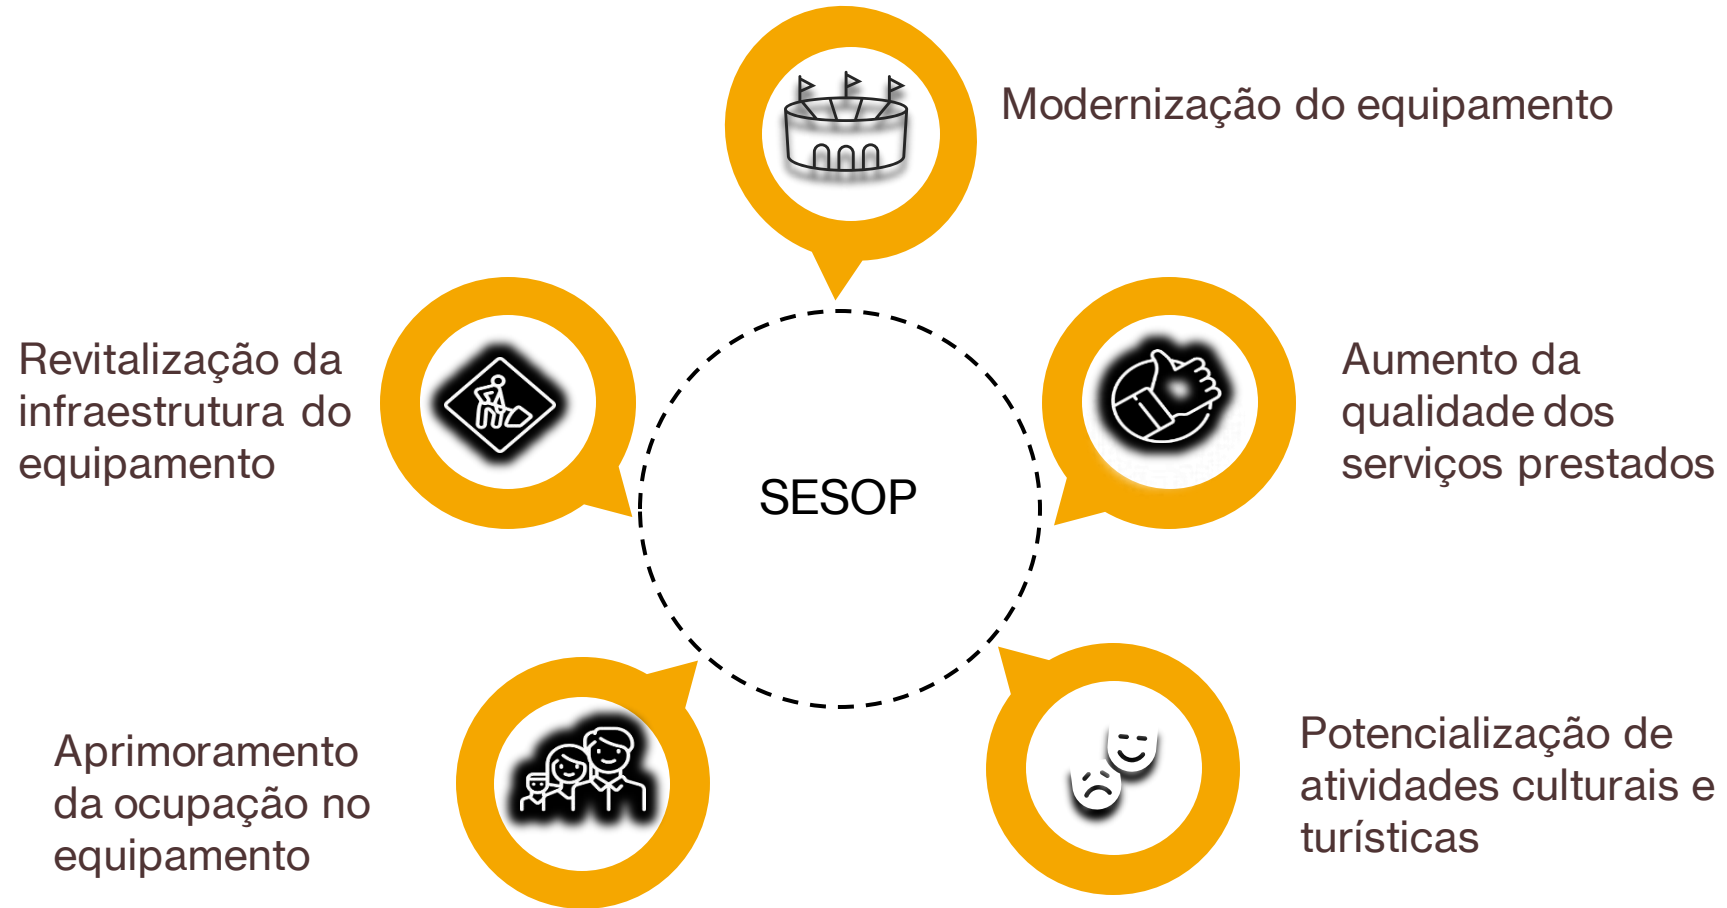 Modernização do equipamento
Revitalização da
infraestrutura do
equipamento
Aumento da
qualidade dos
serviços prestados
SESOP
Aprimoramento
da ocupação no
equipamento
Potencialização de
atividades culturais e
turísticas